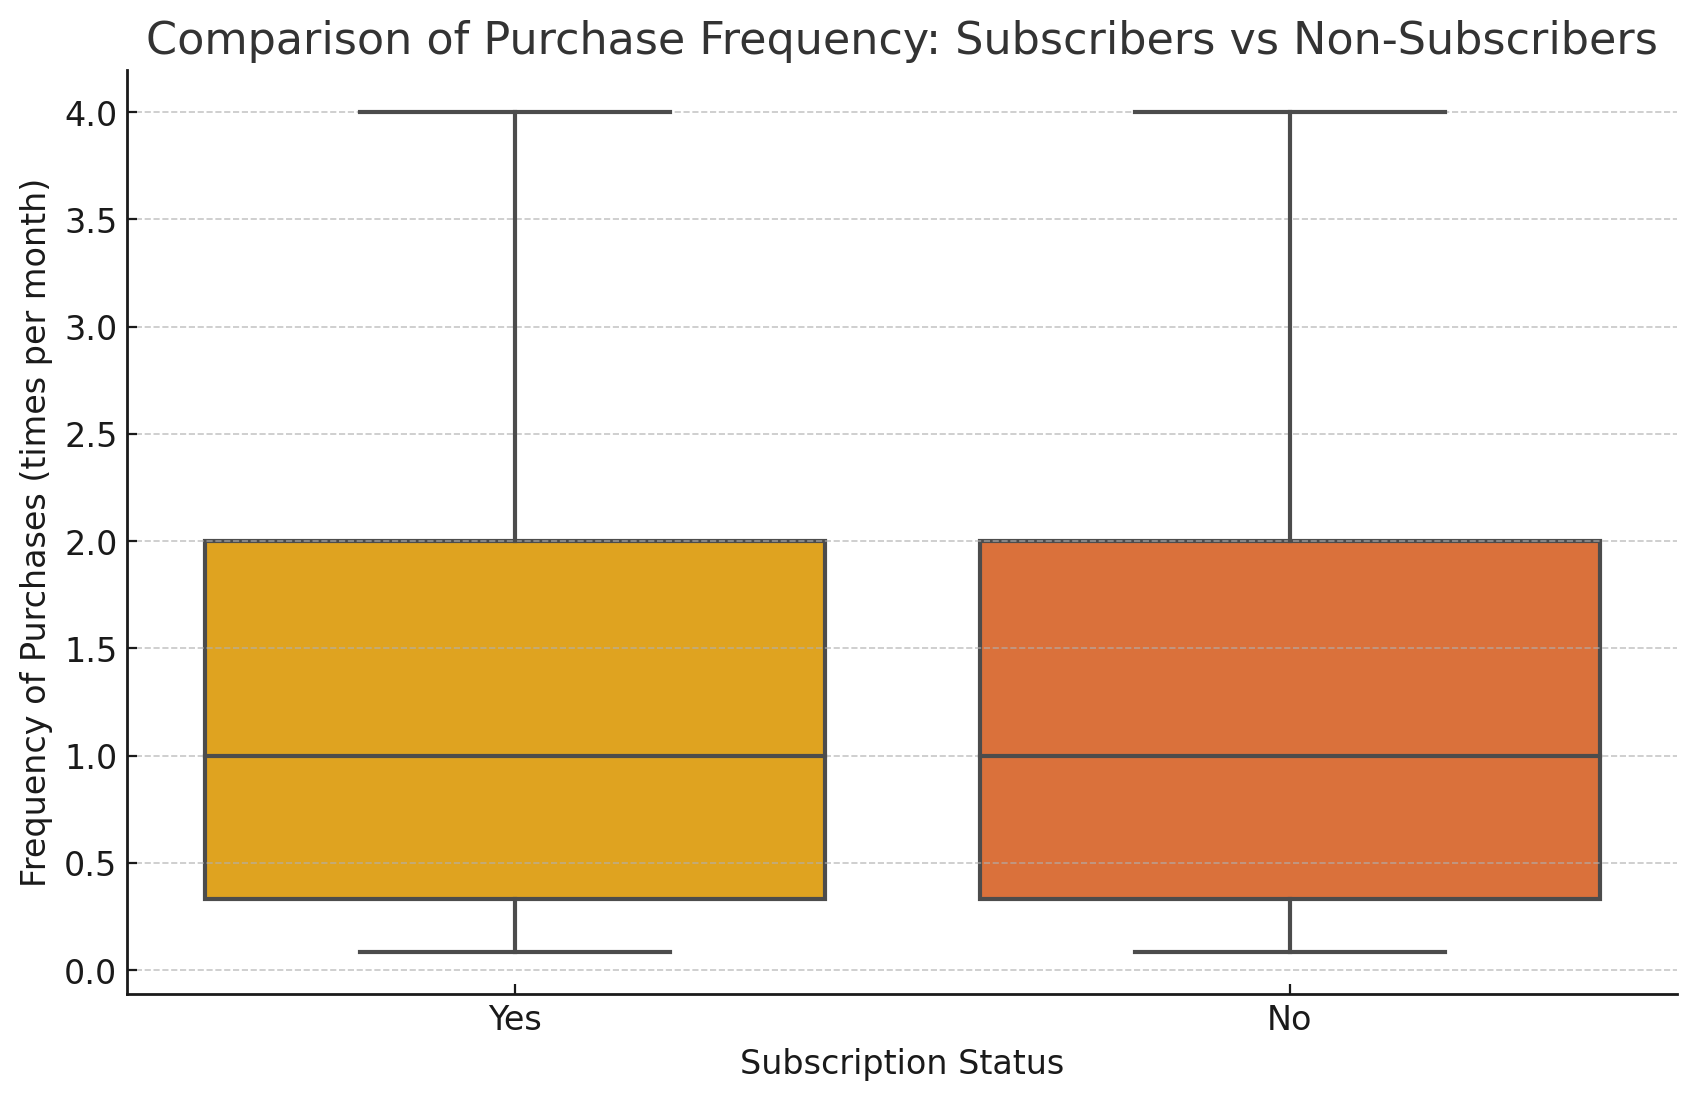 Comparison of Purchase Frequency: Subscribers vs Non-Subscribers
Frequency of Purchases (times per month)
4.0
3.5
3.0
2.5
2.0
1.5
1.0
0.5
0.0
Yes
No
Subscription Status